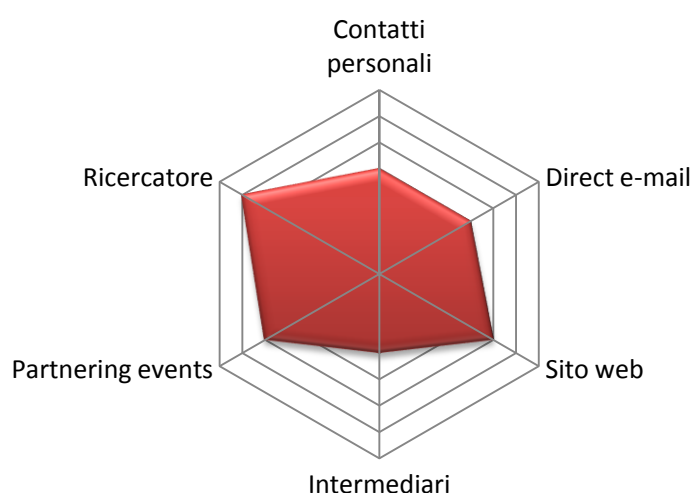 Contatti
personali
Direct e-mail
Sito web
Intermediari
Partnering events
Ricercatore